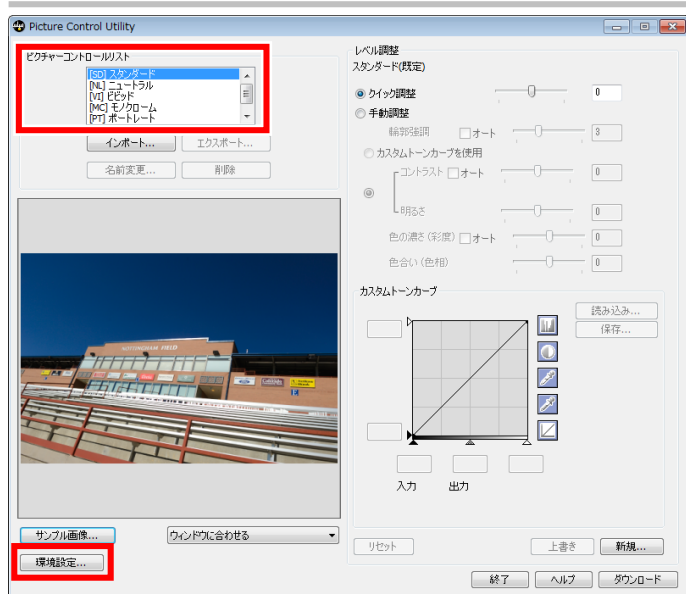 Picture Control Utility
ピクチャーコントロールリスト
[SD] スタンダード
[NL] ニュートラル
[VI] ビビッド
[MC] モノクローム
[PT] ポートレート
インポート...
エクスポート...
名前変更...
削除
NOTTINGHAM FIELD
サンプル画像...
ウィンドウに合わせる
環境設定...
レベル調整
スタンダード(既定)
クイック調整 0
手動調整
輪郭強調 オート 3
カスタムトーンカーブを使用
コントラスト オート 0
明るさ 0
色の濃さ(彩度) オート 0
色合い(色相) 0
カスタムトーンカーブ
読み込み...
保存...
入力 出力
リセット
上書き
新規...
終了
ヘルプ
ダウンロード